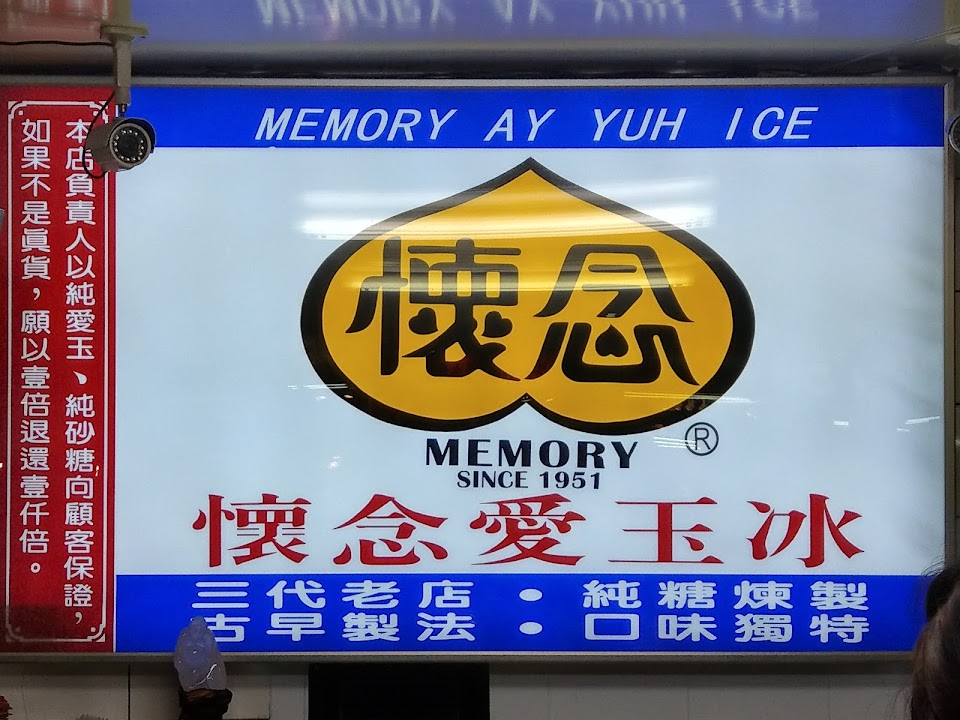 MEMORY AY YUH ICE
本店負責人以純愛玉、純砂糖向顧客保證，
如果不是眞貨，願以壹倍退還壹仟倍。
懷念
®
MEMORY
SINCE 1951
懷念愛玉冰
三代老店・純糖煉製
古早製法・口味獨特